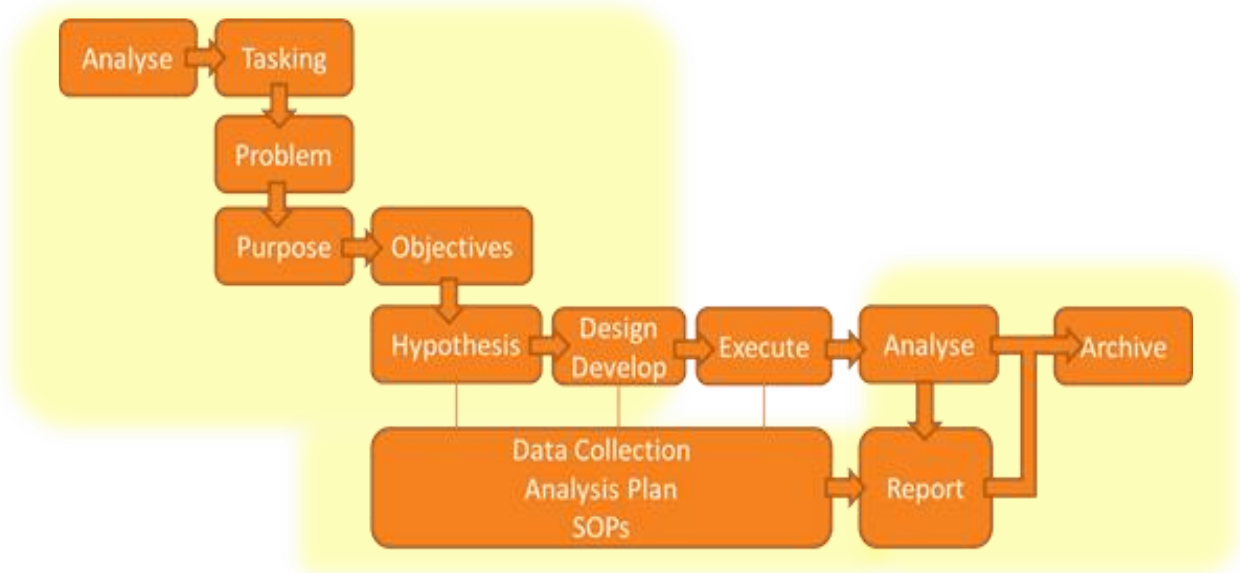 Analyse
Tasking
Problem
Purpose
Objectives
Hypothesis
Design
Develop
Execute
Analyse
Archive
Data Collection
Analysis Plan
SOPs
Report